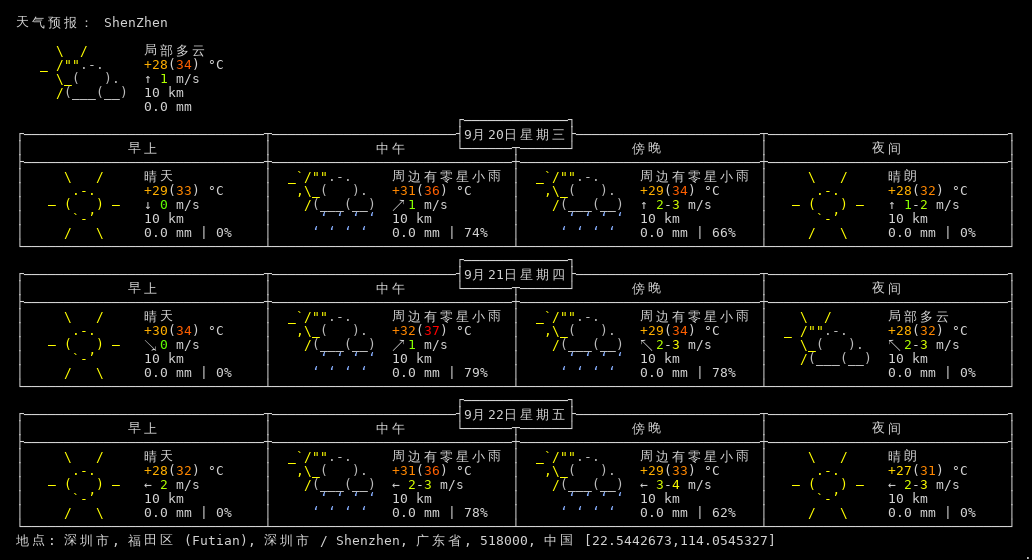 天气预报： ShenZhen
局部多云
+28(34) °C
↑ 1 m/s
10 km
0.0 mm
9月20日星期三
早上 中午 傍晚 夜间
晴天 周边有零星小雨 周边有零星小雨 晴朗
+29(33) °C +31(36) °C +29(34) °C +28(32) °C
↓ 0 m/s ↗ 1 m/s ↑ 2-3 m/s ↑ 1-2 m/s
10 km 10 km 10 km 10 km
0.0 mm | 0% 0.0 mm | 74% 0.0 mm | 66% 0.0 mm | 0%
9月21日星期四
早上 中午 傍晚 夜间
晴天 周边有零星小雨 周边有零星小雨 局部多云
+30(34) °C +32(37) °C +29(34) °C +28(32) °C
↘ 0 m/s ↗ 1 m/s ↖ 2-3 m/s ↖ 2-3 m/s
10 km 10 km 10 km 10 km
0.0 mm | 0% 0.0 mm | 79% 0.0 mm | 78% 0.0 mm | 0%
9月22日星期五
早上 中午 傍晚 夜间
晴天 周边有零星小雨 周边有零星小雨 晴朗
+28(32) °C +31(36) °C +29(33) °C +27(31) °C
← 2 m/s ← 2-3 m/s ← 3-4 m/s ← 2-3 m/s
10 km 10 km 10 km 10 km
0.0 mm | 0% 0.0 mm | 78% 0.0 mm | 62% 0.0 mm | 0%
地点: 深圳市, 福田区 (Futian), 深圳市 / Shenzhen, 广东省, 518000, 中国 [22.5442673,114.0545327]